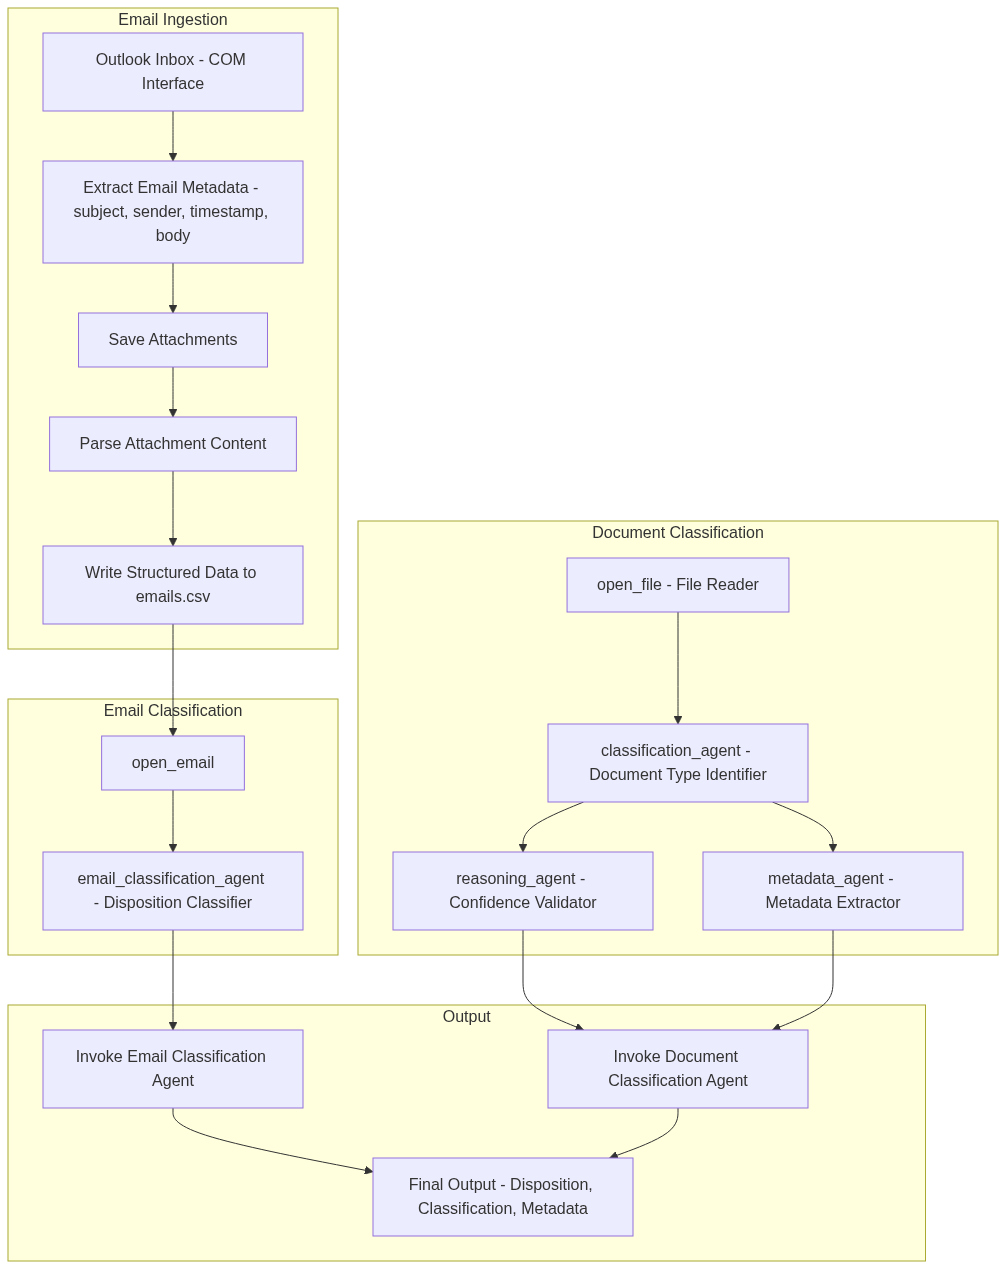 Email Ingestion
Outlook Inbox - COM
Interface
Extract Email Metadata -
subject, sender, timestamp,
body
Save Attachments
Parse Attachment Content
Write Structured Data to
emails.csv
Email Classification
open_email
email_classification_agent
- Disposition Classifier
Document Classification
open_file - File Reader
classification_agent -
Document Type Identifier
reasoning_agent -
Confidence Validator
metadata_agent -
Metadata Extractor
Output
Invoke Email Classification
Agent
Invoke Document
Classification Agent
Final Output - Disposition,
Classification, Metadata